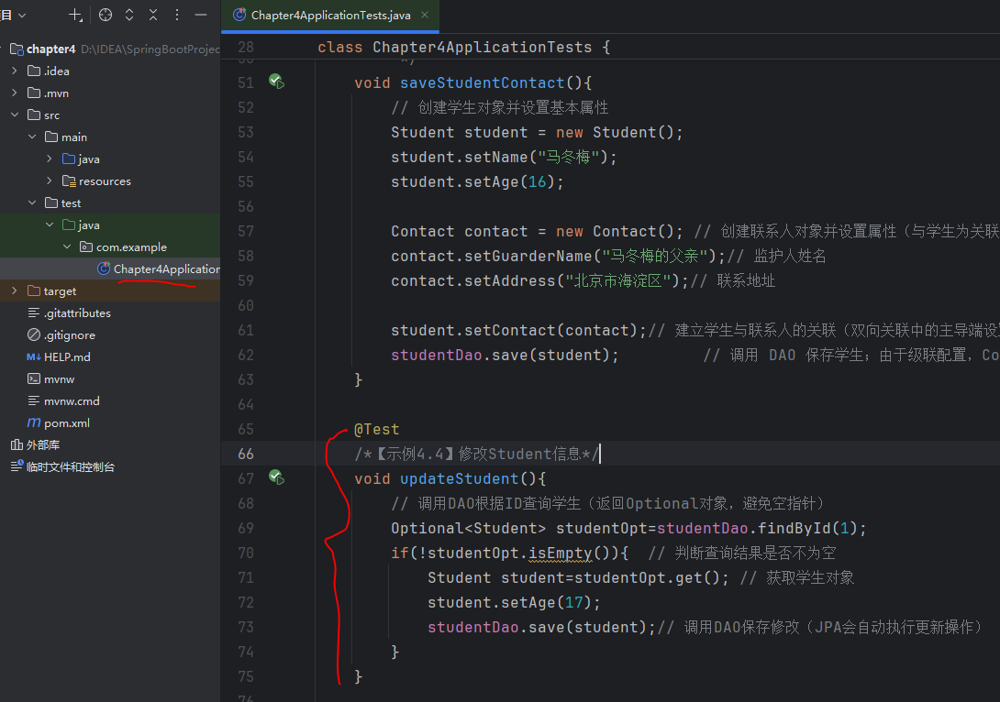 目
Chapter4ApplicationTests.java
chapter4 D:\IDEA\SpringBootProjec
.idea
.mvn
src
main
java
resources
test
java
com.example
Chapter4Application
target
.gitattributes
.gitignore
M↓ HELP.md
mvnw
mvnw.cmd
m pom.xml
外部库
临时文件和控制台
28 class Chapter4ApplicationTests {
*/
51 void saveStudentContact(){
52 // 创建学生对象并设置基本属性
53 Student student = new Student();
54 student.setName("马冬梅");
55 student.setAge(16);
56
57 Contact contact = new Contact(); // 创建联系人对象并设置属性（与学生为关联
58 contact.setGuarderName("马冬梅的父亲");// 监护人姓名
59 contact.setAddress("北京市海淀区");// 联系地址
60
61 student.setContact(contact);// 建立学生与联系人的关联（双向关联中的主导端设
62 studentDao.save(student); // 调用 DAO 保存学生；由于级联配置，Co
63 }
64
65 @Test
66 /*【示例4.4】修改Student信息*/
67 void updateStudent(){
68 // 调用DAO根据ID查询学生（返回Optional对象，避免空指针）
69 Optional<Student> studentOpt=studentDao.findById(1);
70 if(!studentOpt.isEmpty()){ // 判断查询结果是否不为空
71 Student student=studentOpt.get(); // 获取学生对象
72 student.setAge(17);
73 studentDao.save(student);// 调用DAO保存修改（JPA会自动执行更新操作）
74 }
75 }